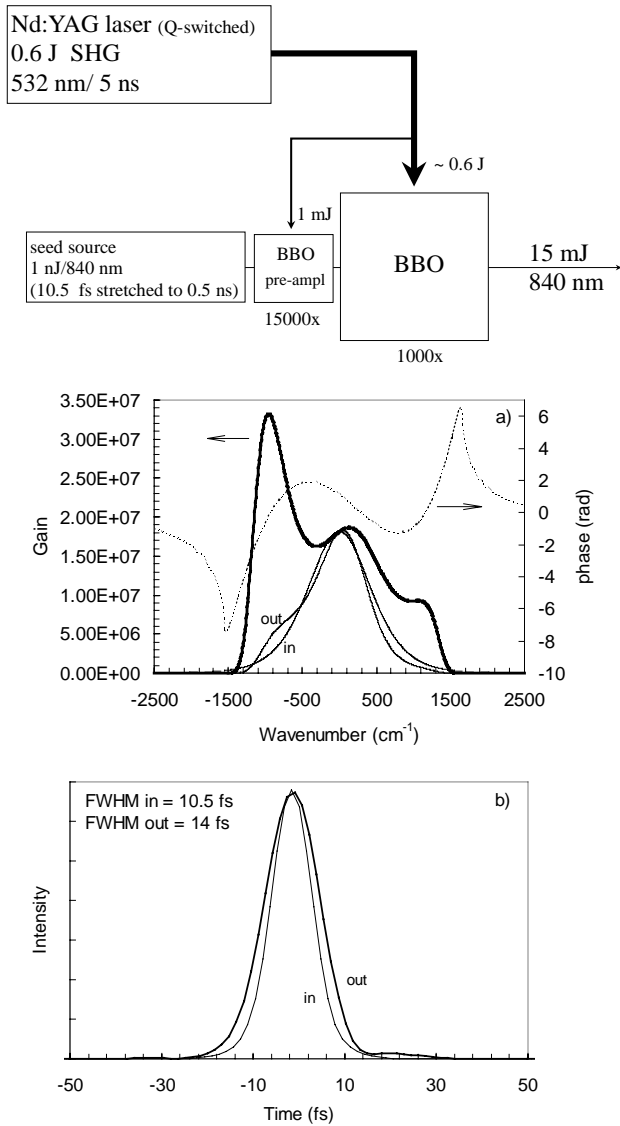 Nd:YAG laser (Q-switched)
0.6 J SHG
532 nm/ 5 ns
~ 0.6 J
1 mJ
seed source
1 nJ/840 nm
(10.5 fs stretched to 0.5 ns)
BBO
pre-ampl
BBO
15 mJ
840 nm
15000x
1000x
a)
3.50E+07
3.00E+07
2.50E+07
2.00E+07
1.50E+07
1.00E+07
5.00E+06
0.00E+00
Gain
6
4
2
0
-2
-4
-6
-8
-10
phase (rad)
out
in
-2500 -1500 -500 500 1500 2500
Wavenumber (cm-1)
FWHM in = 10.5 fs
FWHM out = 14 fs
b)
Intensity
out
in
-50 -30 -10 10 30 50
Time (fs)